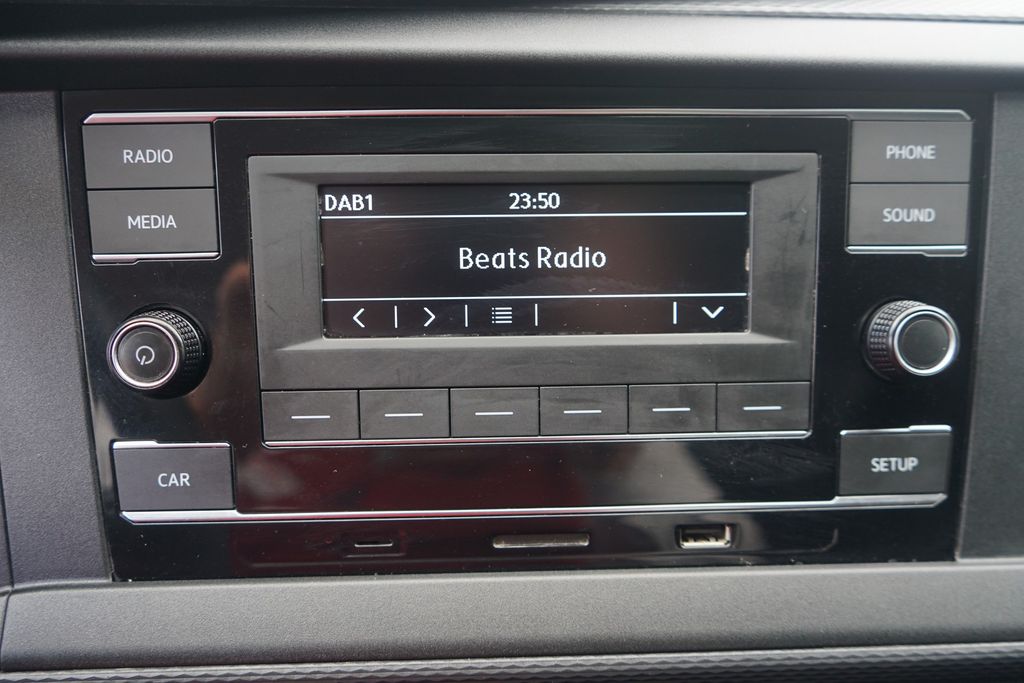 RADIO
MEDIA
DAB1 23:50
Beats Radio
PHONE
SOUND
CAR
SETUP